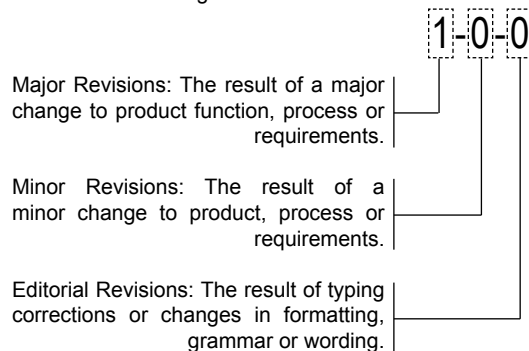 1-0-0
Major Revisions: The result of a major
change to product function, process or
requirements.
Minor Revisions: The result of a
minor change to product, process or
requirements.
Editorial Revisions: The result of typing
corrections or changes in formatting,
grammar or wording.